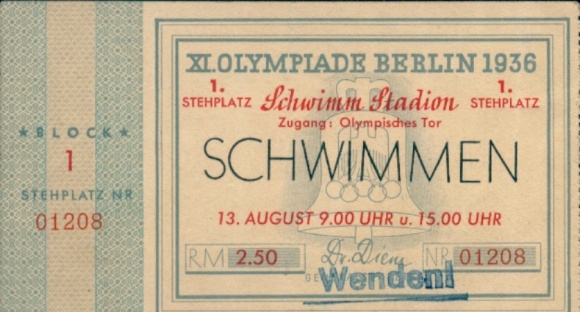 ★ BLOCK ★
1
STEHPLATZ NR
01208
XI. OLYMPIADE BERLIN 1936
1. STEHPLATZ Schwimm Stadion 1. STEHPLATZ
Zugang: Olympisches Tor
SCHWIMMEN
13. AUGUST 9.00 UHR u. 15.00 UHR
RM 2.50 Dr. Diem NR 01208